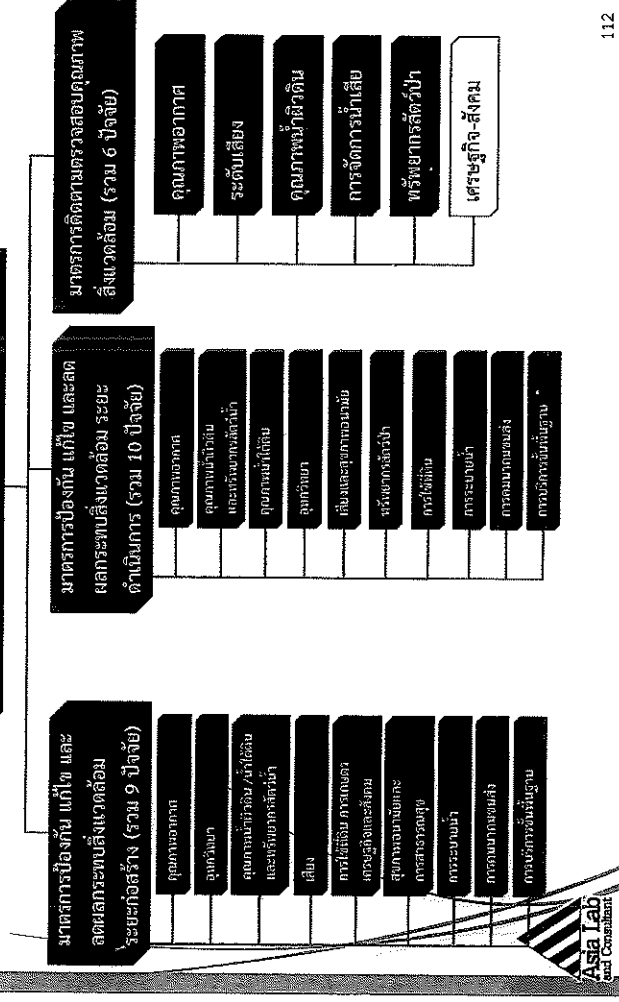 มาตรการป้องกัน แก้ไข และ
ลดผลกระทบสิ่งแวดล้อม
ระยะก่อสร้าง (รวม 9 ปัจจัย)
คุณภาพอากาศ
อุทกวิทยา
คุณภาพน้ำผิวดิน/น้ำใต้ดิน
และทรัพยากรสัตว์น้ำ
เสียง
การใช้ที่ดิน การเกษตร
เศรษฐกิจและสังคม
สุขภาพอนามัยและ
การสาธารณสุข
การระบายน้ำ
การคมนาคมขนส่ง
การบริการขั้นพื้นฐาน
มาตรการป้องกัน แก้ไข และลด
ผลกระทบสิ่งแวดล้อม ระยะ
ดำเนินการ (รวม 10 ปัจจัย)
คุณภาพอากาศ
คุณภาพน้ำผิวดิน
และทรัพยากรสัตว์น้ำ
คุณภาพน้ำใต้ดิน
อุทกวิทยา
เสียงและสุขภาพอนามัย
ทรัพยากรสัตว์ป่า
การใช้ที่ดิน
การระบายน้ำ
การคมนาคมขนส่ง
การบริการขั้นพื้นฐาน
มาตรการติดตามตรวจสอบคุณภาพ
สิ่งแวดล้อม (รวม 6 ปัจจัย)
คุณภาพอากาศ
ระดับเสียง
คุณภาพน้ำผิวดิน
การจัดการน้ำเสีย
ทรัพยากรสัตว์ป่า
เศรษฐกิจ-สังคม
Asia Lab
and Consultant
112